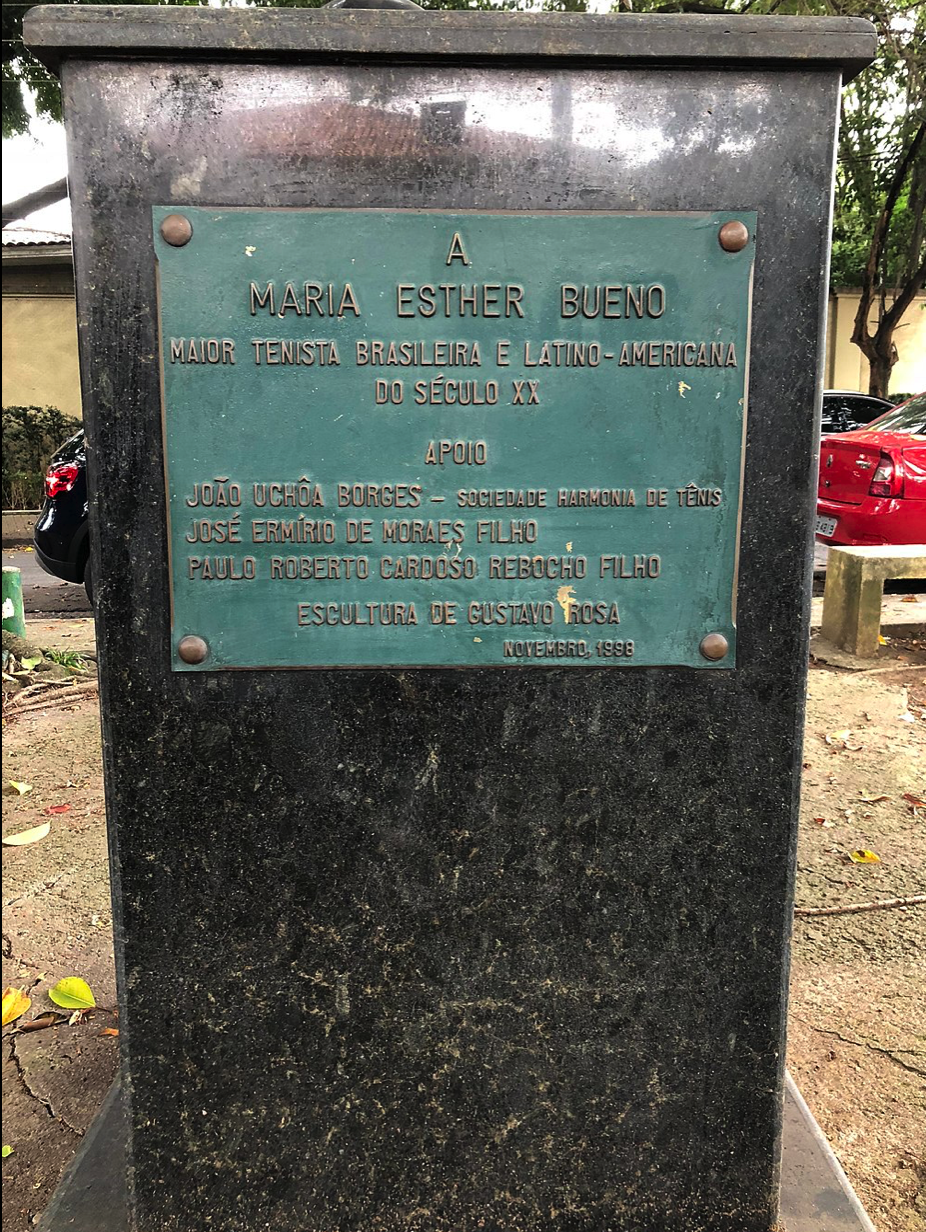 A
MARIA ESTHER BUENO
MAIOR TENISTA BRASILEIRA E LATINO-AMERICANA
DO SÉCULO XX
APOIO
JOÃO UCHÔA BORGES – SOCIEDADE HARMONIA DE TÊNIS
JOSÉ ERMÍRIO DE MORAES FILHO
PAULO ROBERTO CARDOSO REBOCHO FILHO
ESCULTURA DE GUSTAVO ROSA
NOVEMBRO, 1998